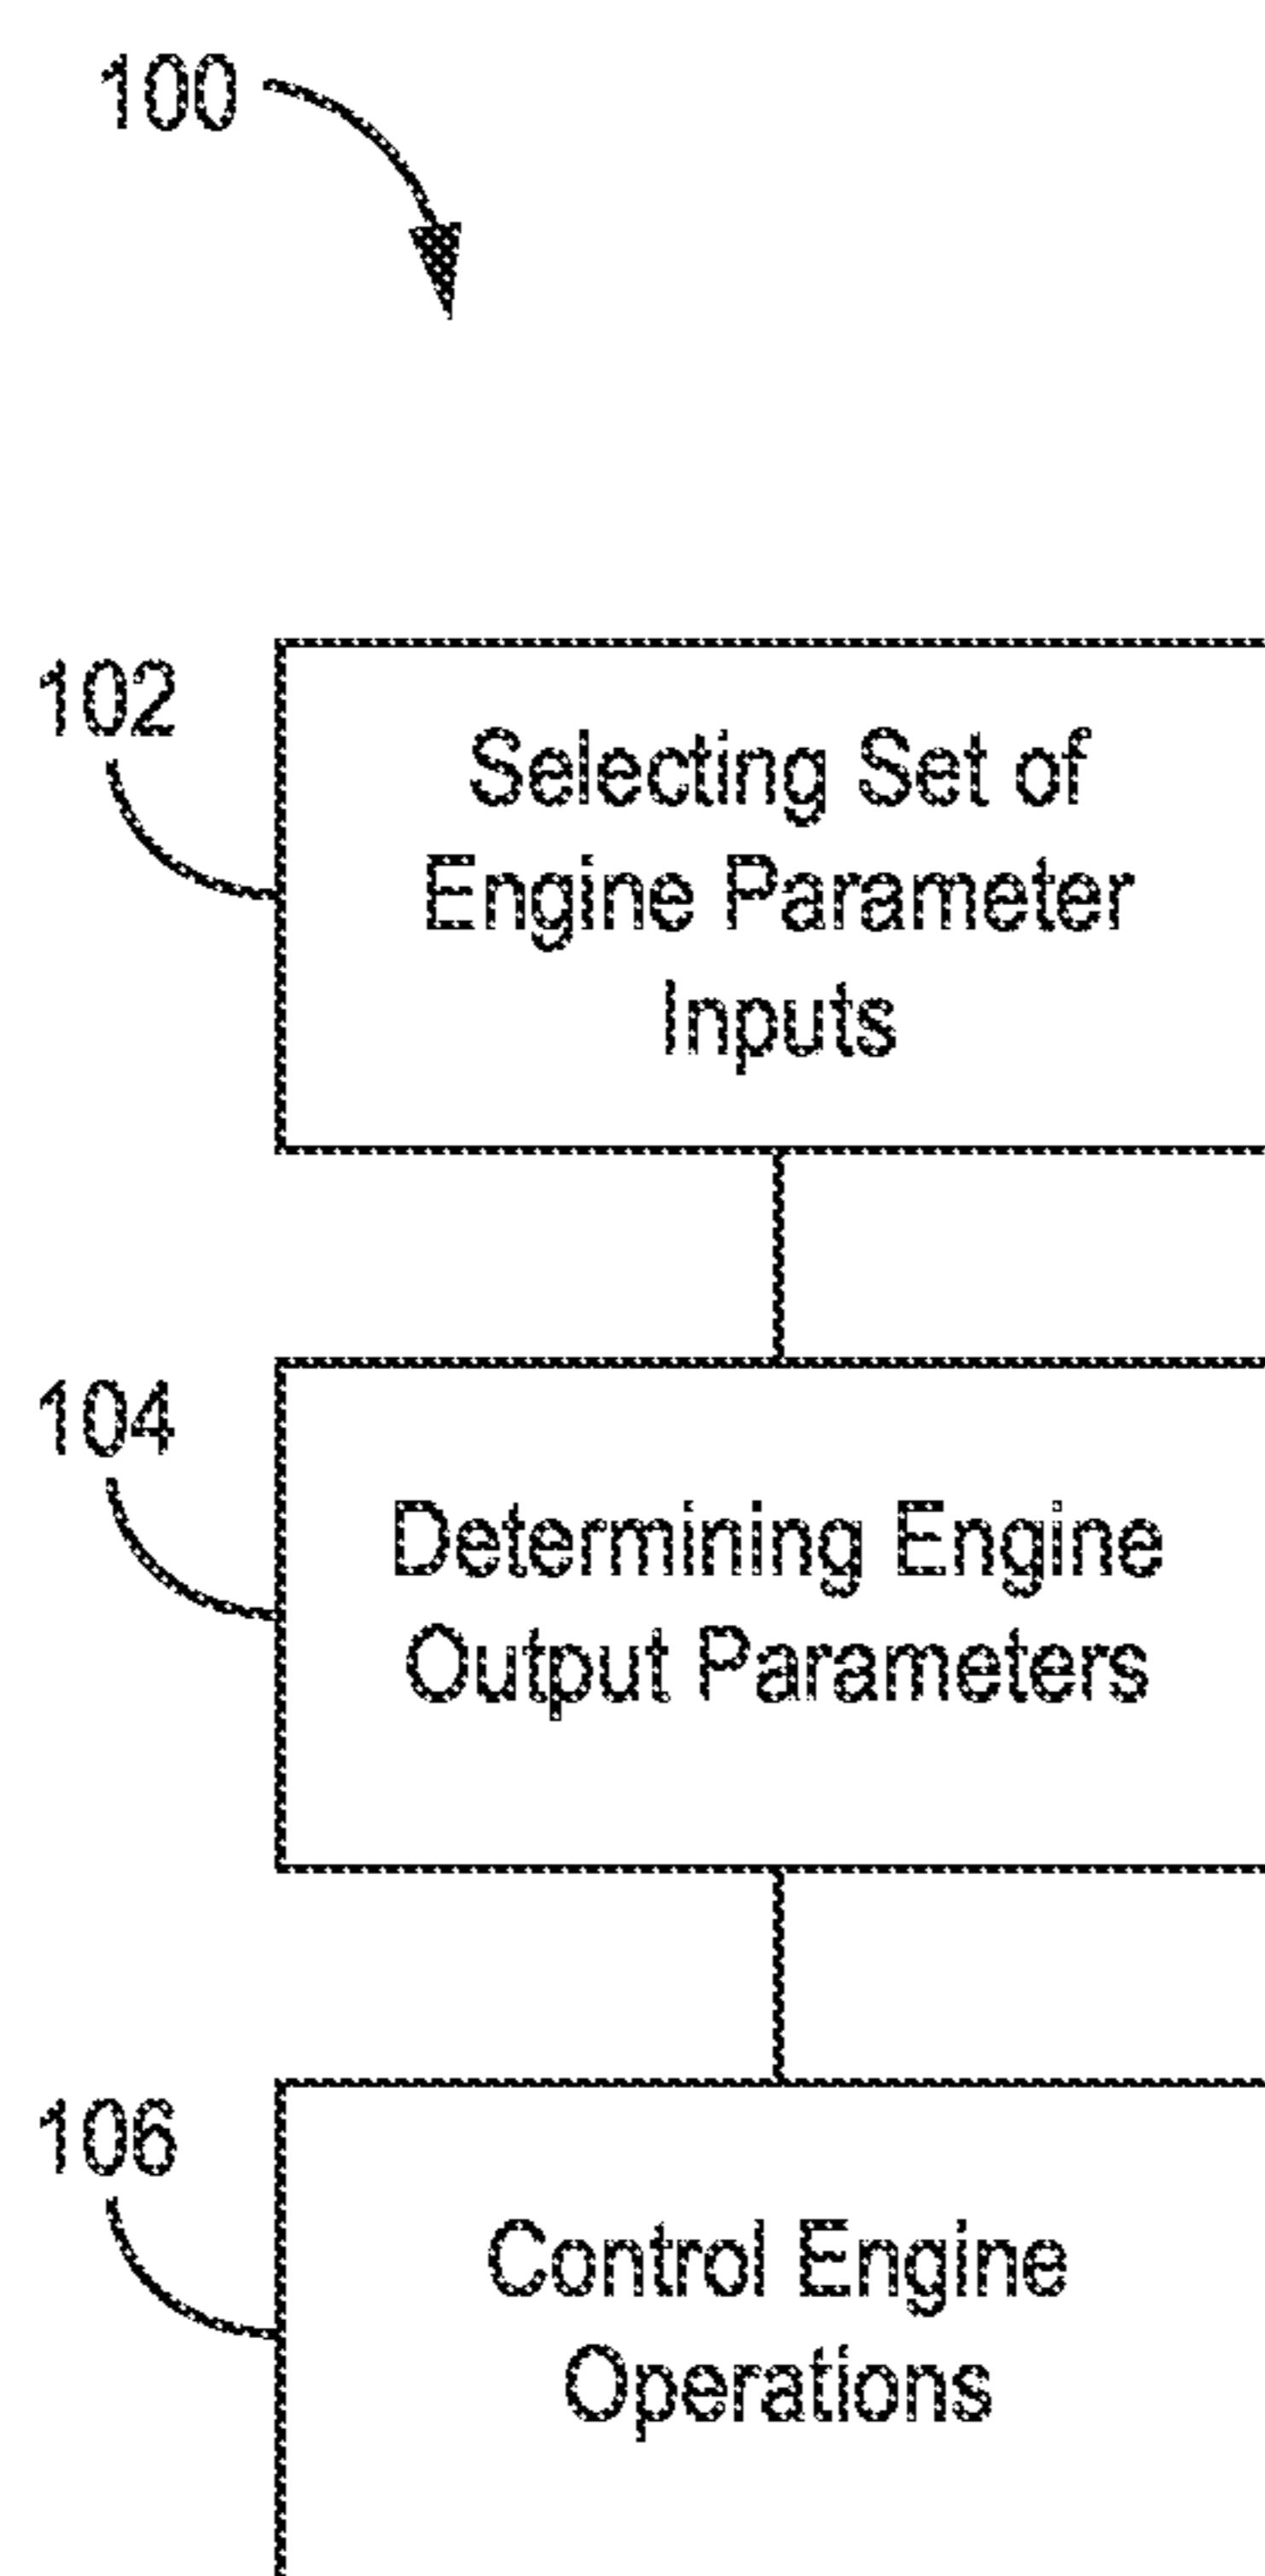 100
102
Selecting Set of
Engine Parameter
Inputs
104
Determining Engine
Output Parameters
106
Control Engine
Operations